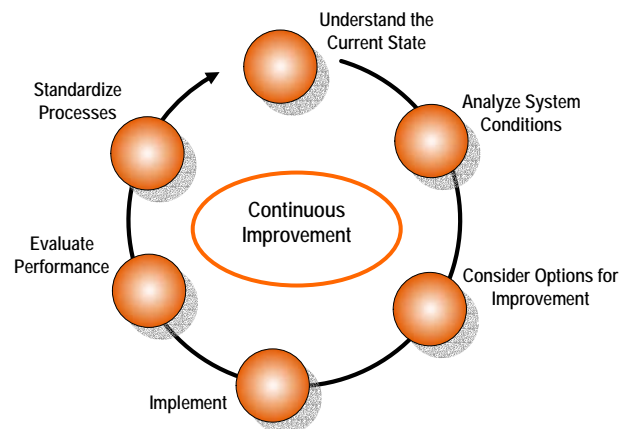 Understand the
Current State
Analyze System
Conditions
Consider Options for
Improvement
Implement
Evaluate
Performance
Standardize
Processes
Continuous
Improvement